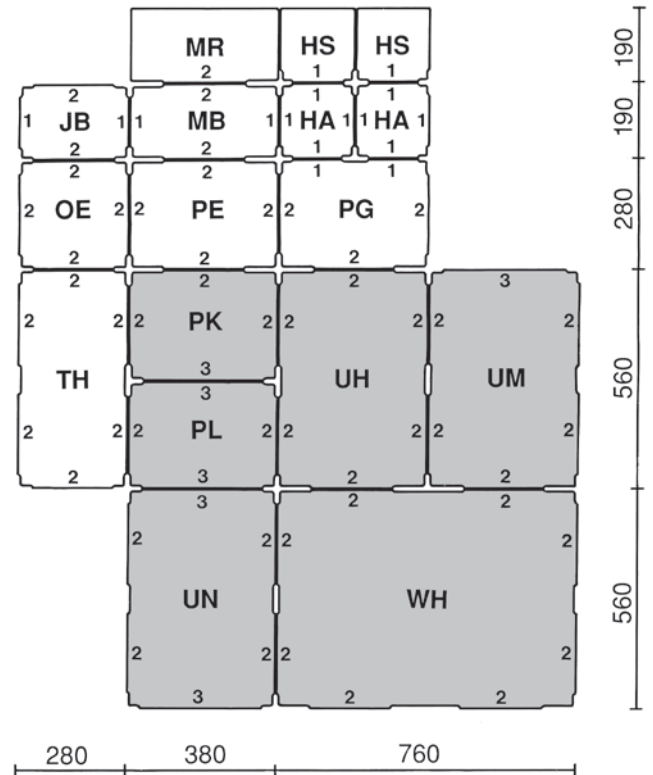 MR HS HS
2 1 1
190
2 2 1 1
1 JB 1 1 MB 1 1 HA 1 1 HA 1
2 2 1 1
190
2 2 1 1
2 OE 2 2 PE 2 2 PG 2
2 2 2
280
2 2 2 3
2 2 2 PK 2 2 2 2 2
3
TH UH UM
560
3
2 2 2 PL 2 2 2 2 2
2 3 2 2
3 2 2
2 2 2 2
UN WH
560
2 2 2 2
3 2 2
280 380 760